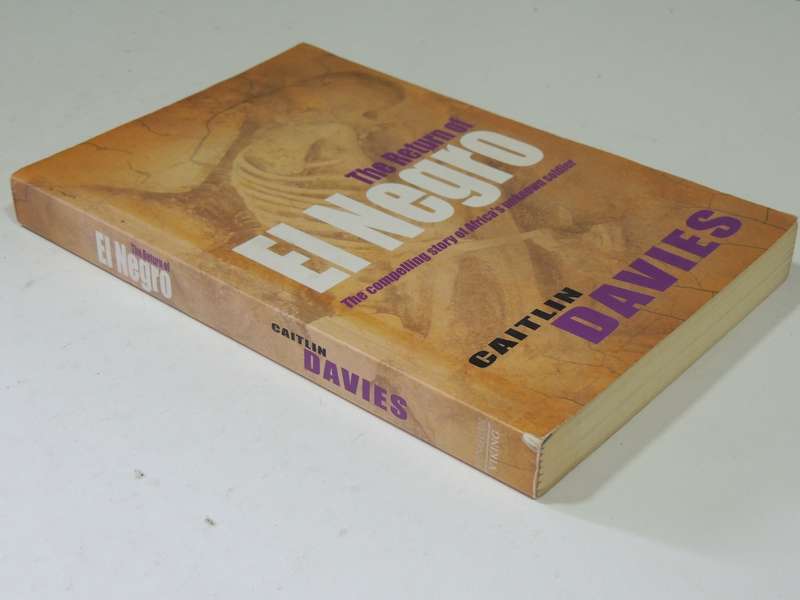 The Return of
El Negro
The compelling story of Africa's unknown soldier
CAITLIN
DAVIES
The Return of
El Negro
CAITLIN
DAVIES
VIKING